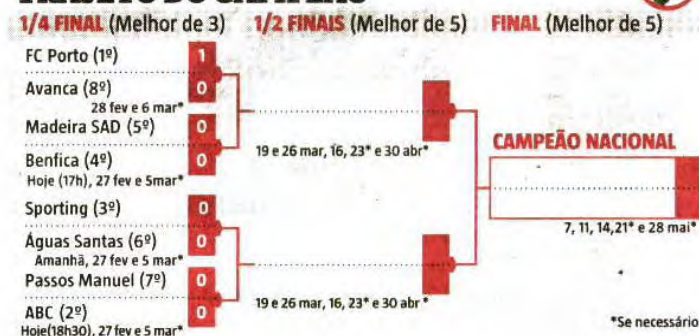 1/4 FINAL (Melhor de 3) 1/2 FINAIS (Melhor de 5) FINAL (Melhor de 5)
FC Porto (1º) 1
Avanca (8º) 0
28 fev e 6 mar*
Madeira SAD (5º) 0
Benfica (4º) 0
Hoje (17h), 27 fev e 5mar*
19 e 26 mar, 16, 23* e 30 abr*
Sporting (3º) 0
Águas Santas (6º) 0
Amanhã, 27 fev e 5 mar*
Passos Manuel (7º) 0
ABC (2º) 0
Hoje(18h30), 27 fev e 5 mar*
19 e 26 mar, 16, 23* e 30 abr*
CAMPEÃO NACIONAL
7, 11, 14,21* e 28 mai*
*Se necessário